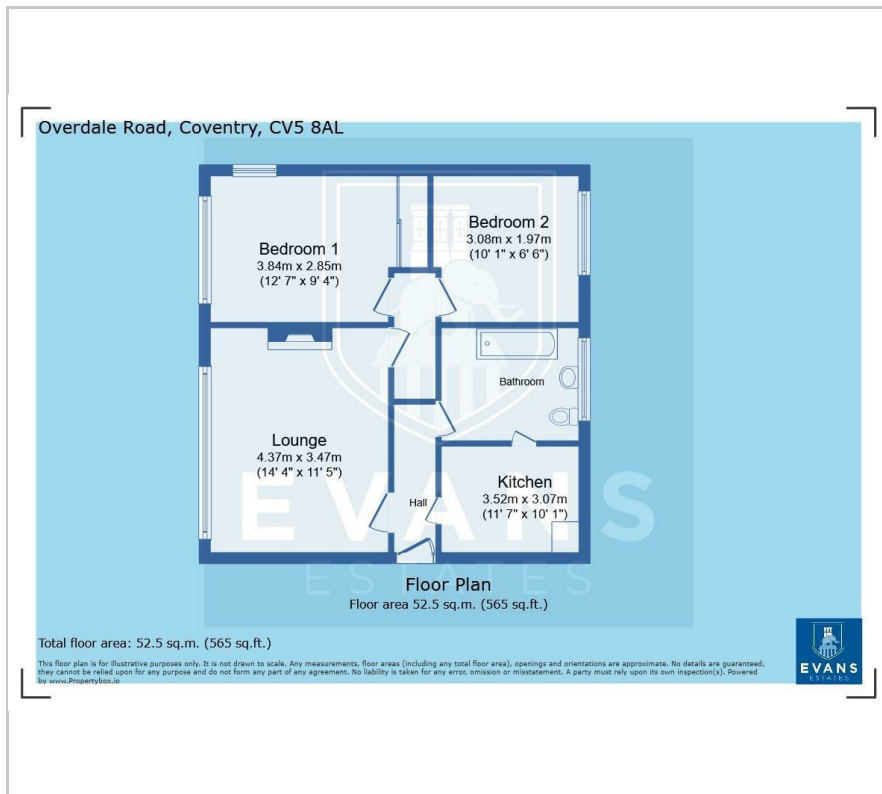 Overdale Road, Coventry, CV5 8AL
Bedroom 1
3.84m x 2.85m
(12' 7" x 9' 4")
Bedroom 2
3.08m x 1.97m
(10' 1" x 6' 6")
Bathroom
Lounge
4.37m x 3.47m
(14' 4" x 11' 5")
Hall
Kitchen
3.52m x 3.07m
(11' 7" x 10' 1")
EVANS
ESTATES
Floor Plan
Floor area 52.5 sq.m. (565 sq.ft.)
Total floor area: 52.5 sq.m. (565 sq.ft.)
This floor plan is for illustrative purposes only. It is not drawn to scale. Any measurements, floor areas (including any total floor area), openings and orientations are approximate. No details are guaranteed,
they cannot be relied upon for any purpose and do not form any part of any agreement. No liability is taken for any error, omission or misstatement. A party must rely upon its own inspection(s). Powered
by www.Propertybox.io
EVANS
ESTATES